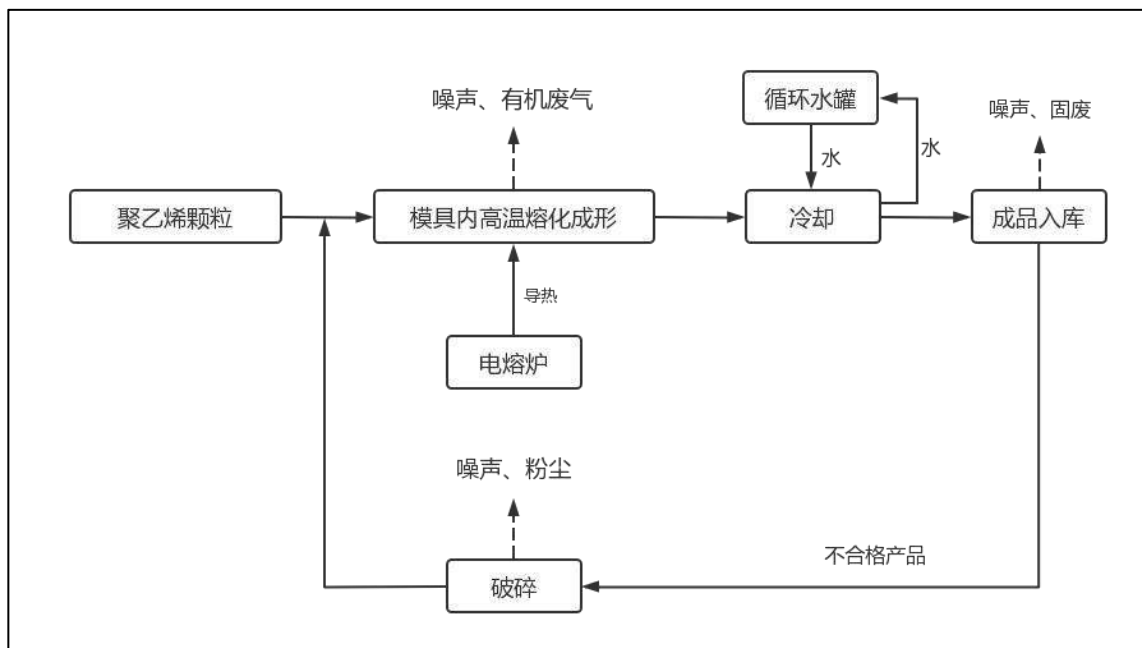 噪声、有机废气
循环水罐
噪声、固废
水
水
聚乙烯颗粒
模具内高温熔化成形
冷却
成品入库
导热
电熔炉
噪声、粉尘
不合格产品
破碎